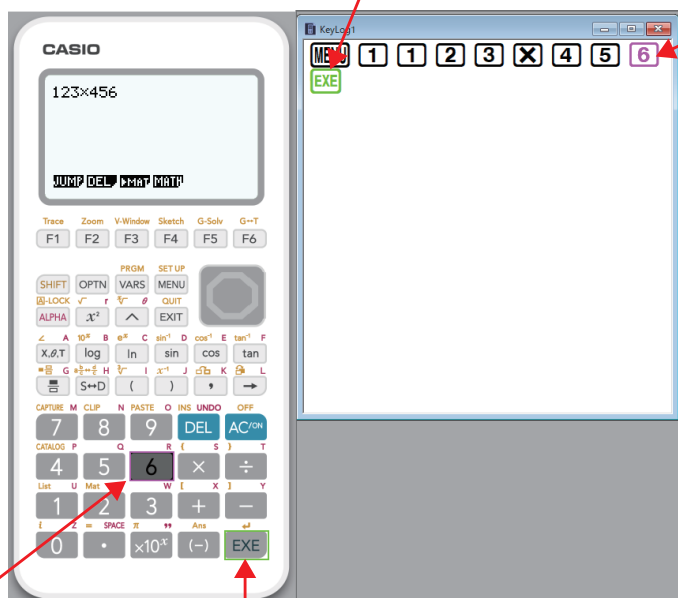 CASIO
KeyLog1
MENU 1 1 2 3 X 4 5 6
EXE
123×456
JUMP DEL ▶MAT MATH
Trace Zoom V-Window Sketch G-Solv G↔T
F1 F2 F3 F4 F5 F6
PRGM SET UP
SHIFT OPTN VARS MENU
A-LOCK √ r θ QUIT
ALPHA x² ^ EXIT
∠ A 10ˣ B eˣ C sin⁻¹ D cos⁻¹ E tan⁻¹ F
X,θ,T log ln sin cos tan
G H I x⁻¹ J K L
S↔D ( ) , →
CAPTURE M CLIP N PASTE O INS UNDO OFF
7 8 9 DEL AC/ON
CATALOG P Q R { S } T
4 5 6 × ÷
List U Mat W [ X ] Y
1 2 3 + −
i Z = SPACE π " Ans ↵
0 • ×10ˣ (−) EXE